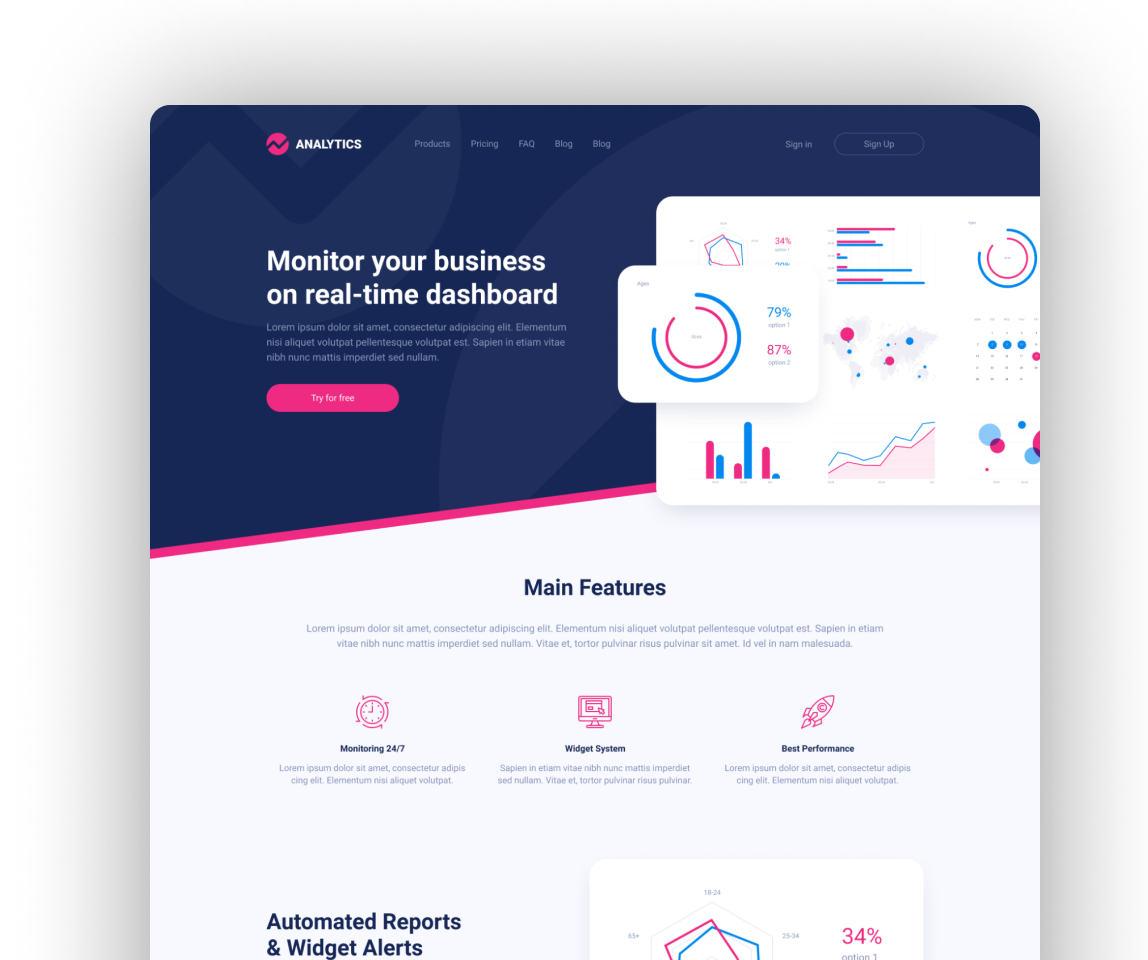 ANALYTICS
Products Pricing FAQ Blog Blog
Sign in Sign Up
Monitor your business
on real-time dashboard
Lorem ipsum dolor sit amet, consectetur adipiscing elit. Elementum
nisi aliquet volutpat pellentesque volutpat est. Sapien in etiam vitae
nibh nunc mattis imperdiet sed nullam.
Try for free
34%
option 1
Ages
Ages
79%
option 1
87%
option 2
Main Features
Lorem ipsum dolor sit amet, consectetur adipiscing elit. Elementum nisi aliquet volutpat pellentesque volutpat est. Sapien in etiam
vitae nibh nunc mattis imperdiet sed nullam. Vitae et, tortor pulvinar risus pulvinar sit amet. Id vel in nam malesuada.
Monitoring 24/7
Lorem ipsum dolor sit amet, consectetur adipis
cing elit. Elementum nisi aliquet volutpat.
Widget System
Sapien in etiam vitae nibh nunc mattis imperdiet
sed nullam. Vitae et, tortor pulvinar risus pulvinar.
Best Performance
Lorem ipsum dolor sit amet, consectetur adipis
cing elit. Elementum nisi aliquet volutpat.
Automated Reports
& Widget Alerts
18-24
65+
25-34
34%
option 1